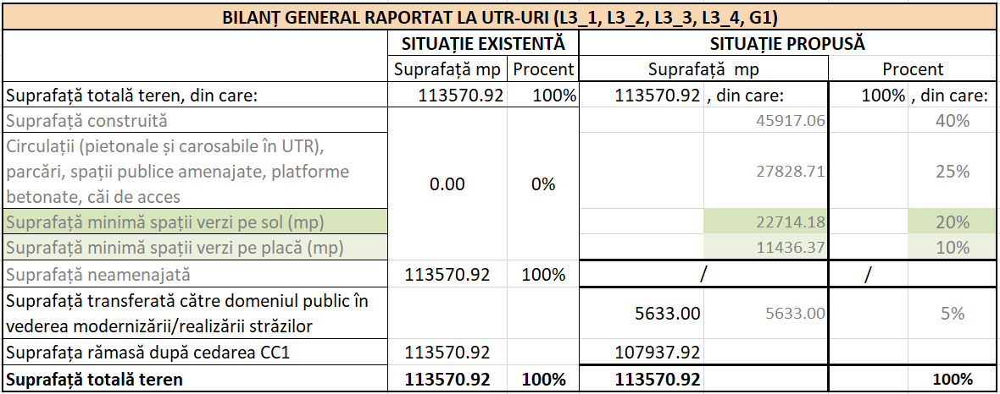 BILANȚ GENERAL RAPORTAT LA UTR-URI (L3_1, L3_2, L3_3, L3_4, G1)
SITUAȚIE EXISTENTĂ SITUAȚIE PROPUSĂ
Suprafață mp Procent Suprafață mp Procent
Suprafață totală teren, din care: 113570.92 100% 113570.92 , din care: 100% , din care:
Suprafață construită 45917.06 40%
Circulații (pietonale și carosabile în UTR),
parcări, spații publice amenajate, platforme
betonate, căi de acces
0.00 0% 27828.71 25%
Suprafață minimă spații verzi pe sol (mp) 22714.18 20%
Suprafață minimă spații verzi pe placă (mp) 11436.37 10%
Suprafață neamenajată 113570.92 100% / /
Suprafață transferată către domeniul public în
vederea modernizării/realizării străzilor
5633.00 5633.00 5%
Suprafața rămasă după cedarea CC1 113570.92 107937.92
Suprafață totală teren 113570.92 100% 113570.92 100%